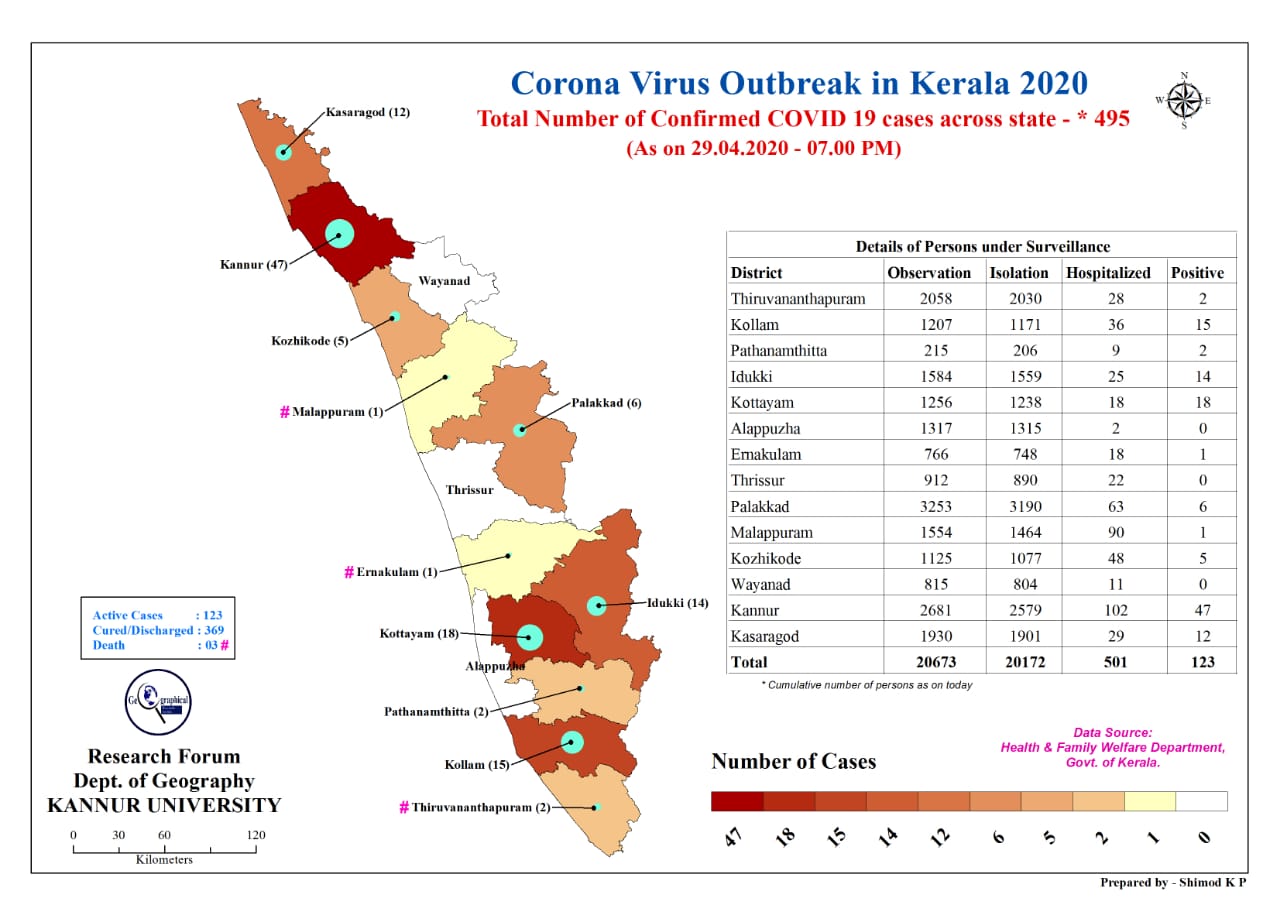 Corona Virus Outbreak in Kerala 2020
Total Number of Confirmed COVID 19 cases across state - * 495
(As on 29.04.2020 - 07.00 PM)
N
W E
S
Kasaragod (12)
Kannur (47)
Wayanad
Kozhikode (5)
# Malappuram (1)
Palakkad (6)
Thrissur
# Ernakulam (1)
Idukki (14)
Kottayam (18)
Alappuzha
Pathanamthitta (2)
Kollam (15)
# Thiruvananthapuram (2)
Details of Persons under Surveillance
District Observation Isolation Hospitalized Positive
Thiruvananthapuram 2058 2030 28 2
Kollam 1207 1171 36 15
Pathanamthitta 215 206 9 2
Idukki 1584 1559 25 14
Kottayam 1256 1238 18 18
Alappuzha 1317 1315 2 0
Ernakulam 766 748 18 1
Thrissur 912 890 22 0
Palakkad 3253 3190 63 6
Malappuram 1554 1464 90 1
Kozhikode 1125 1077 48 5
Wayanad 815 804 11 0
Kannur 2681 2579 102 47
Kasaragod 1930 1901 29 12
Total 20673 20172 501 123
* Cumulative number of persons as on today
Active Cases : 123
Cured/Discharged : 369
Death : 03 #
Geographical
Research Forum
Dept. of Geography
KANNUR UNIVERSITY
0 30 60 120
Kilometers
Data Source:
Health & Family Welfare Department,
Govt. of Kerala.
Number of Cases
47 18 15 14 12 6 5 2 1 0
Prepared by - Shimod K P